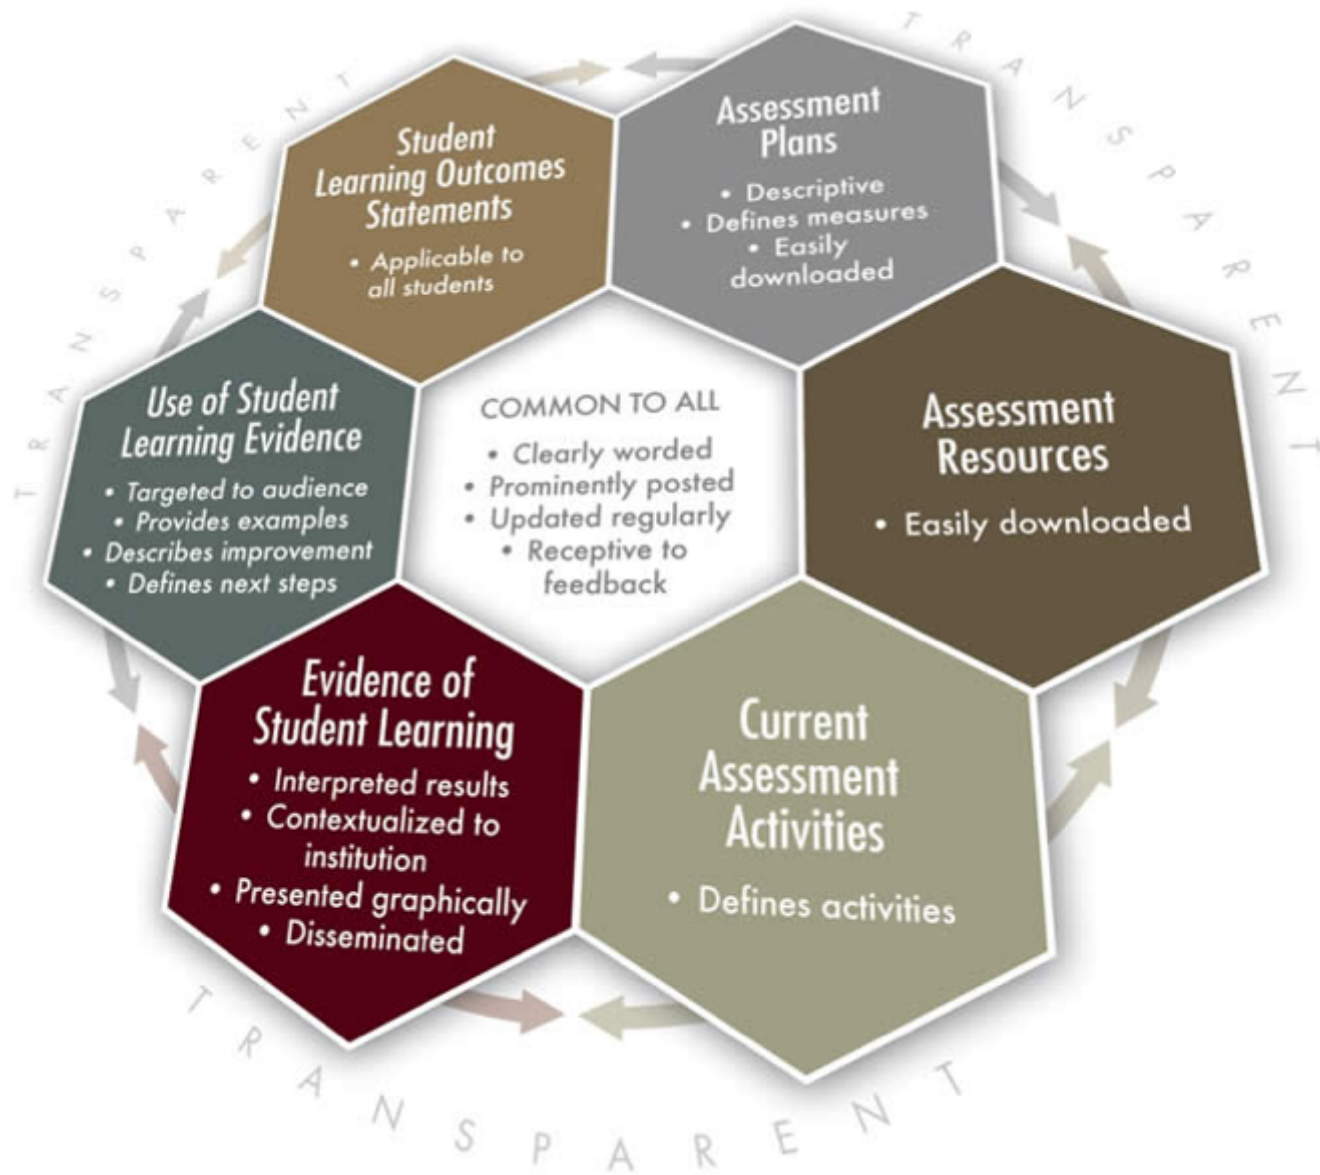 TRANSPARENT
TRANSPARENT
Student
Learning Outcomes
Statements
• Applicable to
all students
Assessment
Plans
• Descriptive
• Defines measures
• Easily
downloaded
Use of Student
Learning Evidence
• Targeted to audience
• Provides examples
• Describes improvement
• Defines next steps
COMMON TO ALL
• Clearly worded
• Prominently posted
• Updated regularly
• Receptive to
feedback
Assessment
Resources
• Easily downloaded
Evidence of
Student Learning
• Interpreted results
• Contextualized to
institution
• Presented graphically
• Disseminated
Current
Assessment
Activities
• Defines activities
TRANSPARENT